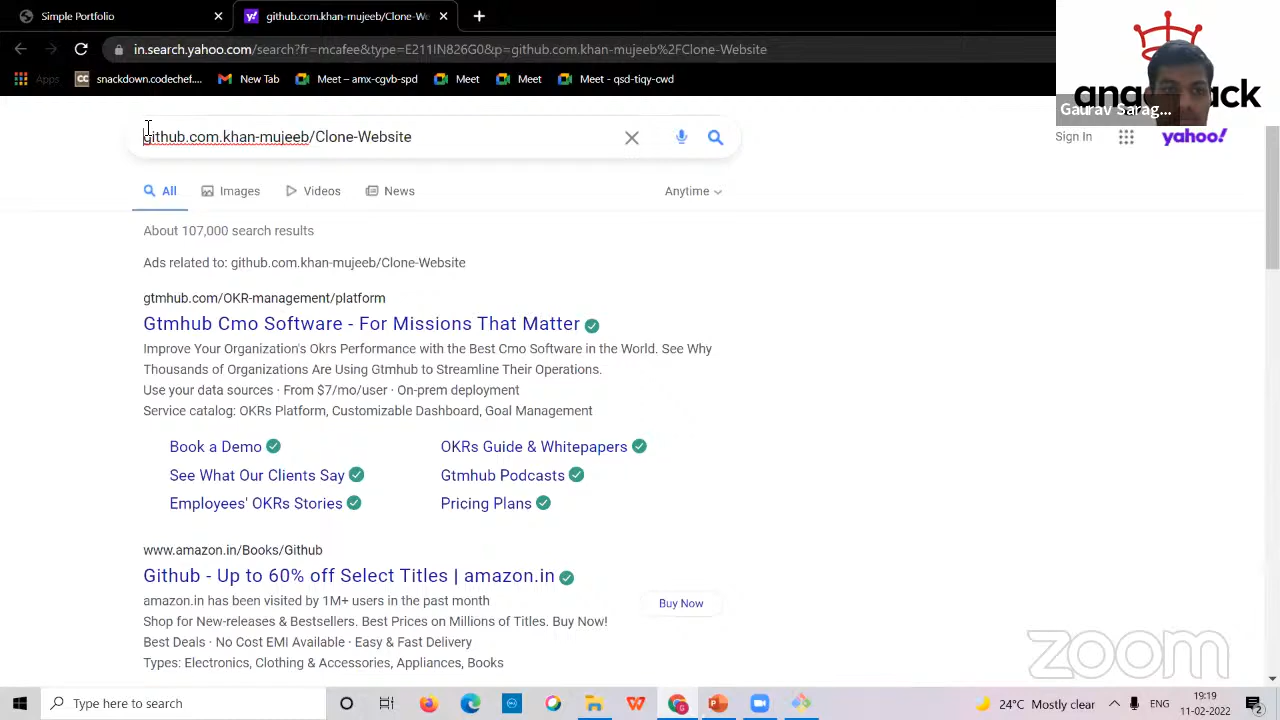 Simple Portfolio
in.search.yahoo.com/search?fr=mcafee&type=E211IN826G0&p=github.com.khan-mujeeb%2FClone-Website
Apps
snackdown.codechef....
New Tab
Meet – amx-cgvb-spd
Meet
Meet
Meet - qsd-tiqy-cwd
Gaurav Sarag...
github.com.khan-mujeeb/Clone-Website
Sign In
yahoo!
All
Images
Videos
News
Anytime
About 107,000 search results
Ads related to: github.com.khan-mujeeb/Clone-Website
gtmhub.com/OKR-management/platform
Gtmhub Cmo Software - For Missions That Matter
Improve Your Organization's Okrs Performance with the Best Cmo Software in the World. See Why
Thousands of Organizations Are Using Gtmhub to Streamline Their Operations.
Use your data sources · From $7/mo/user · On-prem deployment
Service catalog: OKRs Platform, Customizable Dashboard, Goal Management
Book a Demo
OKRs Guide & Whitepapers
See What Our Clients Say
Gtmhub Podcasts
Employees' OKRs Stories
Pricing Plans
www.amazon.in/Books/Github
Github - Up to 60% off Select Titles | amazon.in
amazon.in has been visited by 1M+ users in the past month
Buy Now
Shop for New-releases & Bestsellers. Best Prices on Millions of Titles. Buy Now!
Best Deals · No Cost EMI Available · Easy & Fast Delivery
Types: Electronics, Clothing & Accessories, Appliances, Books
zoom
Type here to search
24°C Mostly clear
ENG
19:19
11-02-2022
2